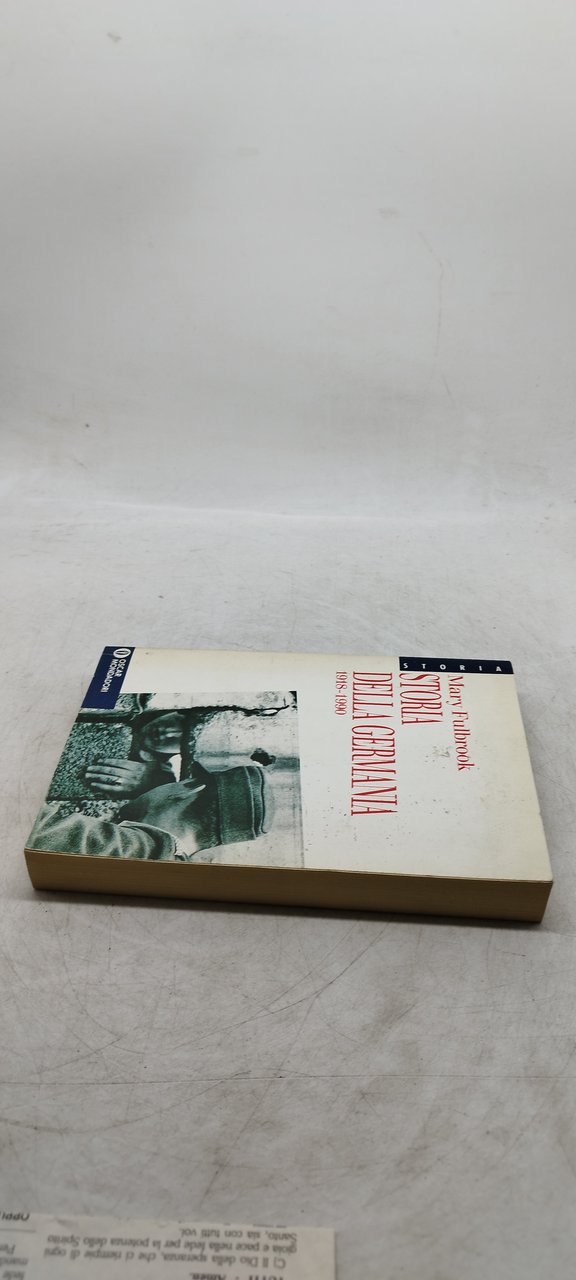 STORIA
Mary Fulbrook
STORIA
DELLA GERMANIA
1918-1990
OSCAR
MONDADORI
C) Il Dio della speranza, che ci riempie di ogni
gioia e pace nella fede per la potenza dello Spirito
Santo, sia con tutti voi.